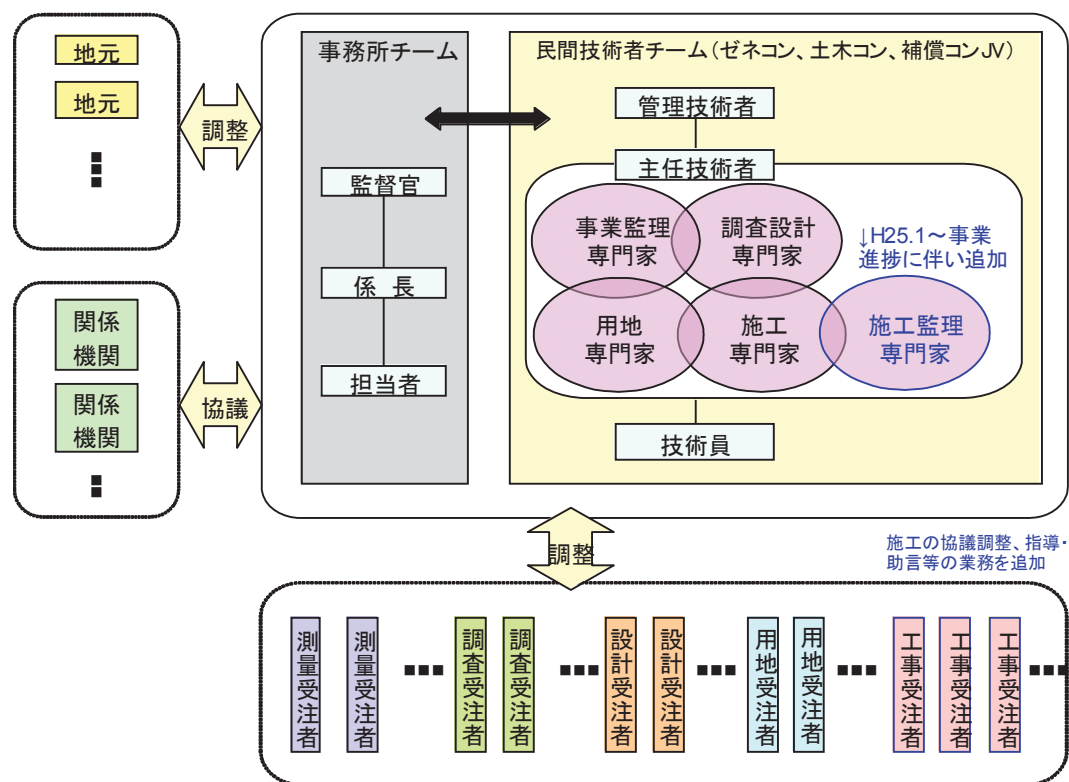 地元
地元
調整
関係
機関
関係
機関
協議
事務所チーム
監督官
係 長
担当者
民間技術者チーム(ゼネコン、土木コン、補償コンJV)
管理技術者
主任技術者
事業監理
専門家
調査設計
専門家
↓H25.1～事業
進捗に伴い追加
用地
専門家
施工
専門家
施工監理
専門家
技術員
調整
施工の協議調整、指導・
助言等の業務を追加
測量受注者
測量受注者
調査受注者
調査受注者
設計受注者
設計受注者
用地受注者
用地受注者
工事受注者
工事受注者
工事受注者